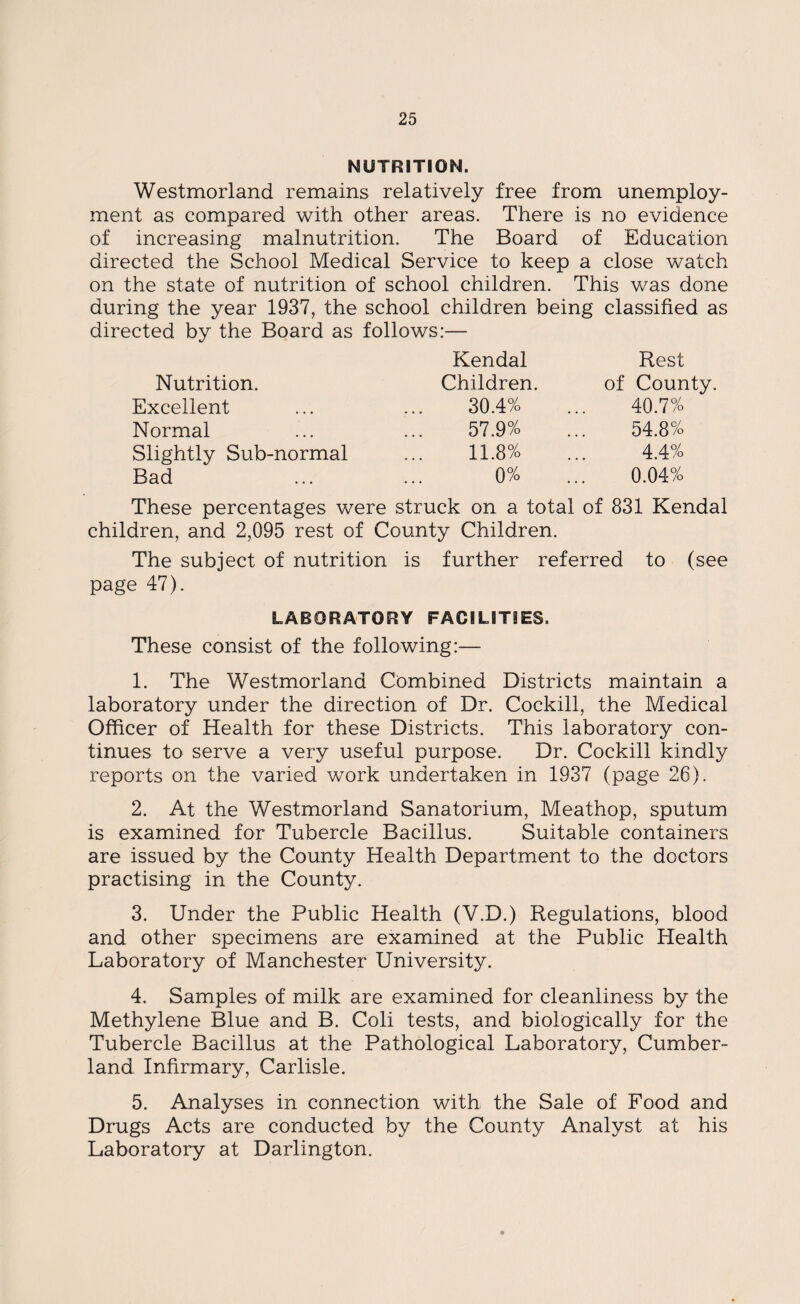 25
NUTRITION.
Westmorland remains relatively free from unemploy-
ment as compared with other areas. There is no evidence
of increasing malnutrition. The Board of Education
directed the School Medical Service to keep a close watch
on the state of nutrition of school children. This was done
during the year 1937, the school children being classified as
directed by the Board as follows:—
Kendal Rest
Nutrition. Children. of County.
Excellent ... ... 30.4% ... 40.7%
Normal ... ... 57.9% ... 54.8%
Slightly Sub-normal ... 11.8% ... 4.4%
Bad ... ... 0% ... 0.04%
These percentages were struck on a total of 831 Kendal
children, and 2,095 rest of County Children.
The subject of nutrition is further referred to (see
page 47).
LABORATORY FACILITIES.
These consist of the following:—
1. The Westmorland Combined Districts maintain a
laboratory under the direction of Dr. Cockill, the Medical
Officer of Health for these Districts. This laboratory con-
tinues to serve a very useful purpose. Dr. Cockill kindly
reports on the varied work undertaken in 1937 (page 26).
2. At the Westmorland Sanatorium, Meathop, sputum
is examined for Tubercle Bacillus. Suitable containers
are issued by the County Health Department to the doctors
practising in the County.
3. Under the Public Health (V.D.) Regulations, blood
and other specimens are examined at the Public Health
Laboratory of Manchester University.
4. Samples of milk are examined for cleanliness by the
Methylene Blue and B. Coli tests, and biologically for the
Tubercle Bacillus at the Pathological Laboratory, Cumber-
land Infirmary, Carlisle.
5. Analyses in connection with the Sale of Food and
Drugs Acts are conducted by the County Analyst at his
Laboratory at Darlington.